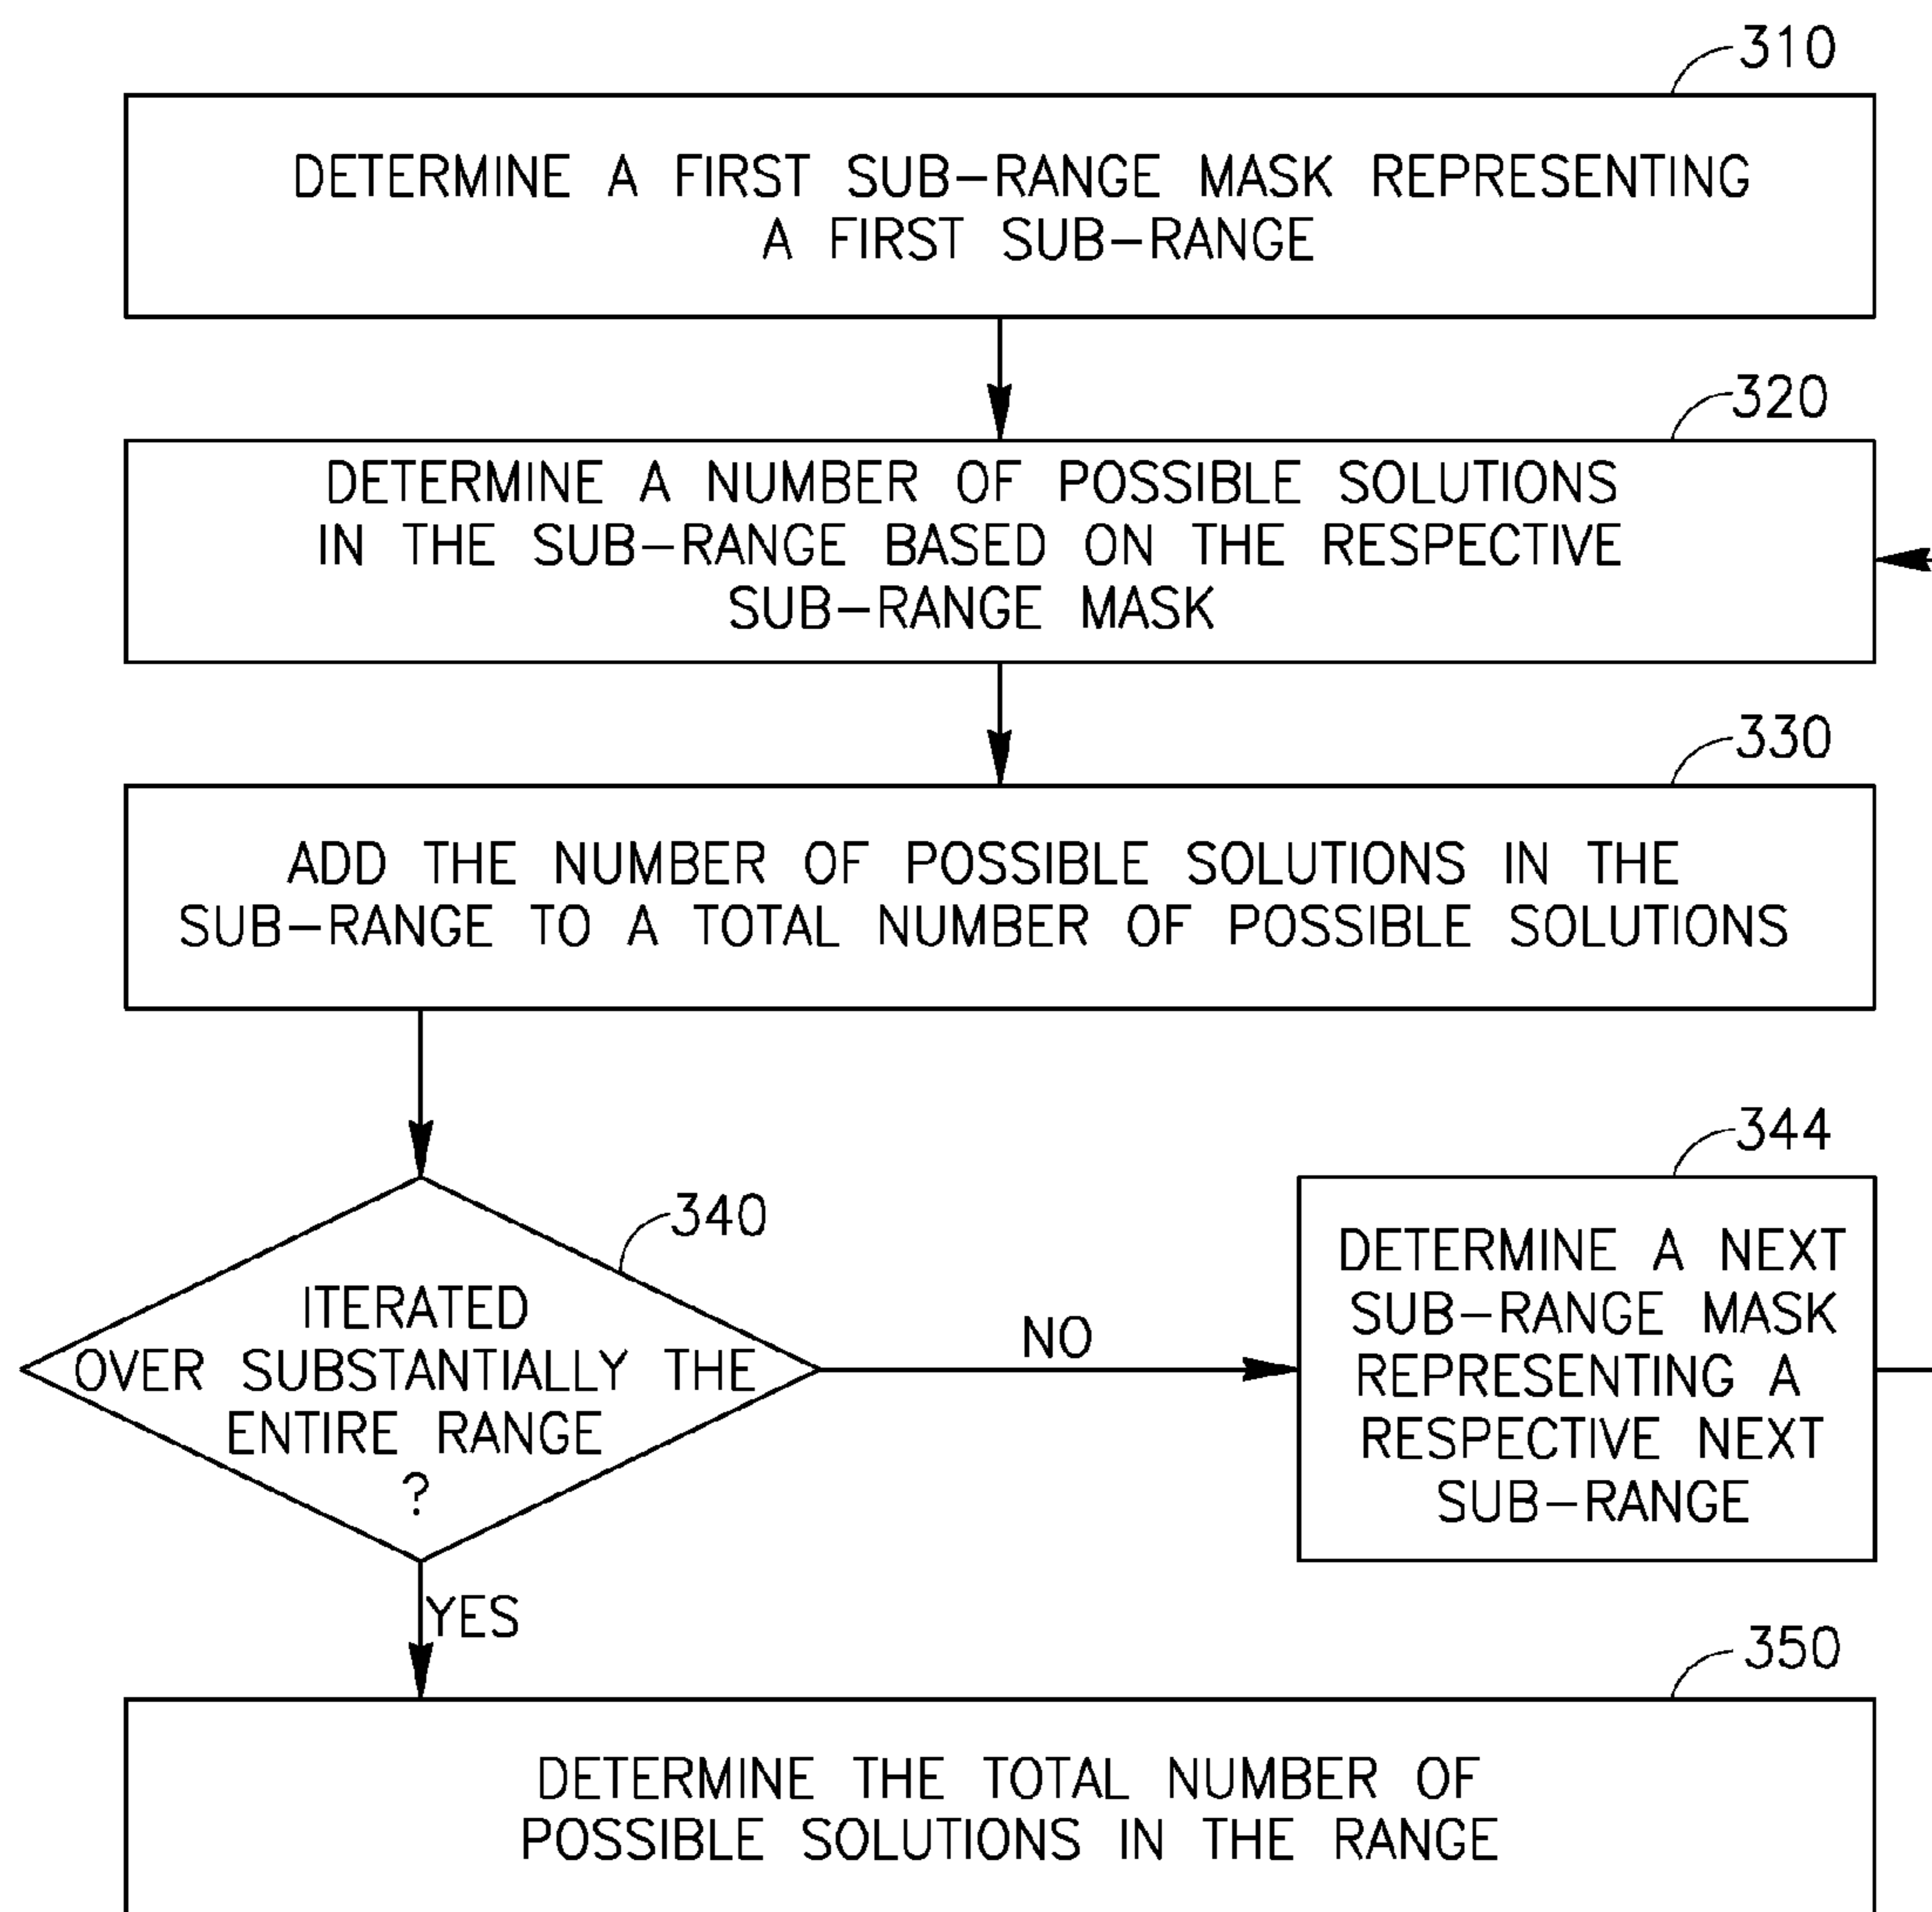 310
DETERMINE A FIRST SUB-RANGE MASK REPRESENTING
A FIRST SUB-RANGE
320
DETERMINE A NUMBER OF POSSIBLE SOLUTIONS
IN THE SUB-RANGE BASED ON THE RESPECTIVE
SUB-RANGE MASK
330
ADD THE NUMBER OF POSSIBLE SOLUTIONS IN THE
SUB-RANGE TO A TOTAL NUMBER OF POSSIBLE SOLUTIONS
340
ITERATED
OVER SUBSTANTIALLY THE
ENTIRE RANGE
?
NO
344
DETERMINE A NEXT
SUB-RANGE MASK
REPRESENTING A
RESPECTIVE NEXT
SUB-RANGE
YES
350
DETERMINE THE TOTAL NUMBER OF
POSSIBLE SOLUTIONS IN THE RANGE